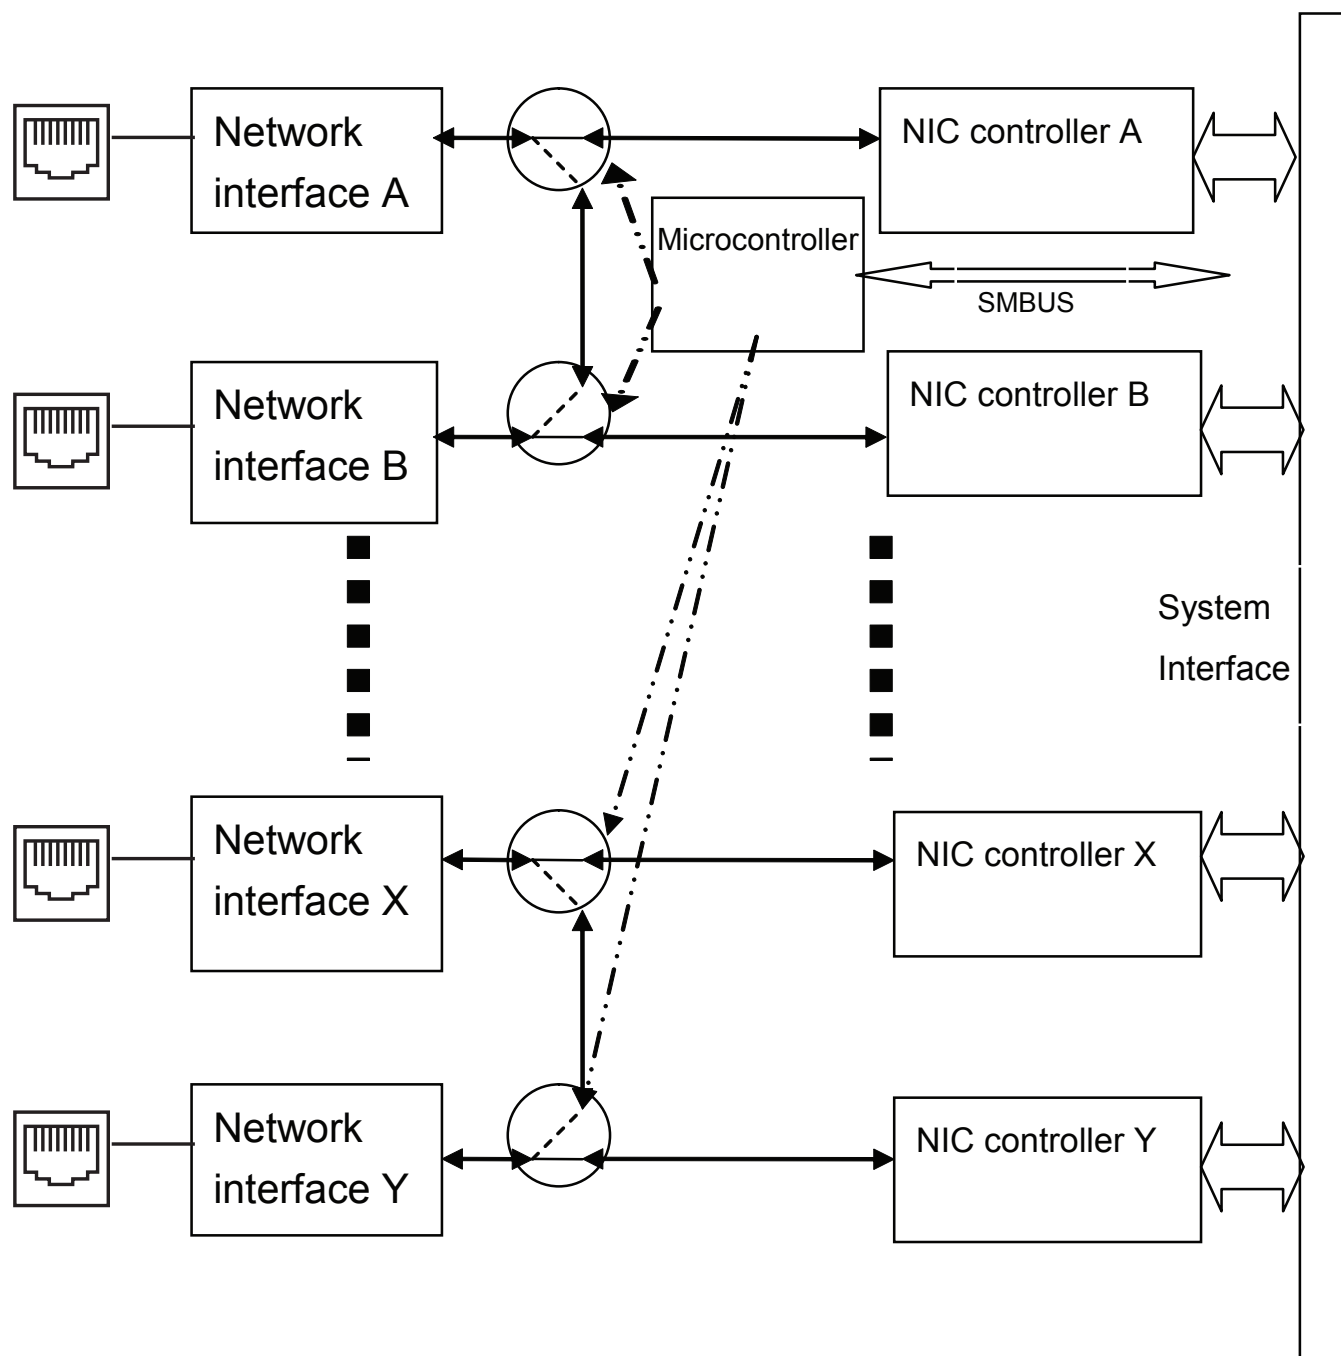 Network
interface A
NIC controller A
Microcontroller
SMBUS
Network
interface B
NIC controller B
System
Interface
Network
interface X
NIC controller X
Network
interface Y
NIC controller Y